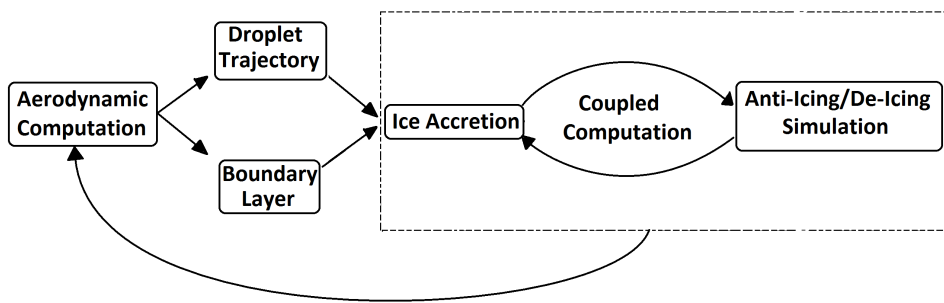 Droplet
Trajectory
Aerodynamic
Computation
Boundary
Layer
Ice Accretion
Coupled
Computation
Anti-Icing/De-Icing
Simulation